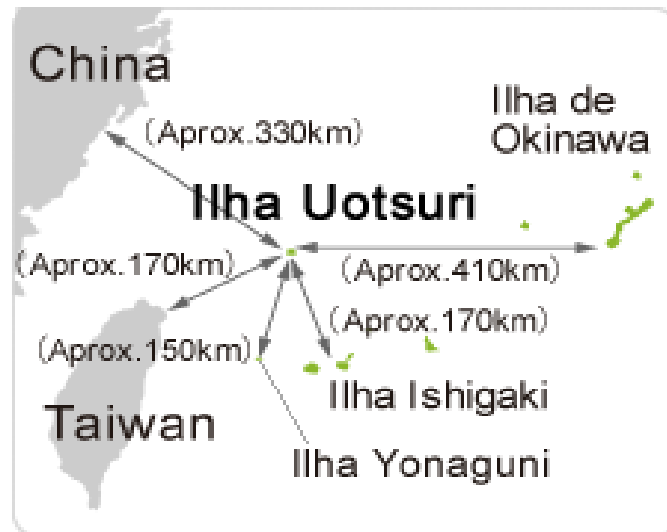 China
Ilha de
Okinawa
(Aprox.330km)
Ilha Uotsuri
(Aprox.170km)
(Aprox.410km)
(Aprox.170km)
(Aprox.150km)
Ilha Ishigaki
Taiwan
Ilha Yonaguni